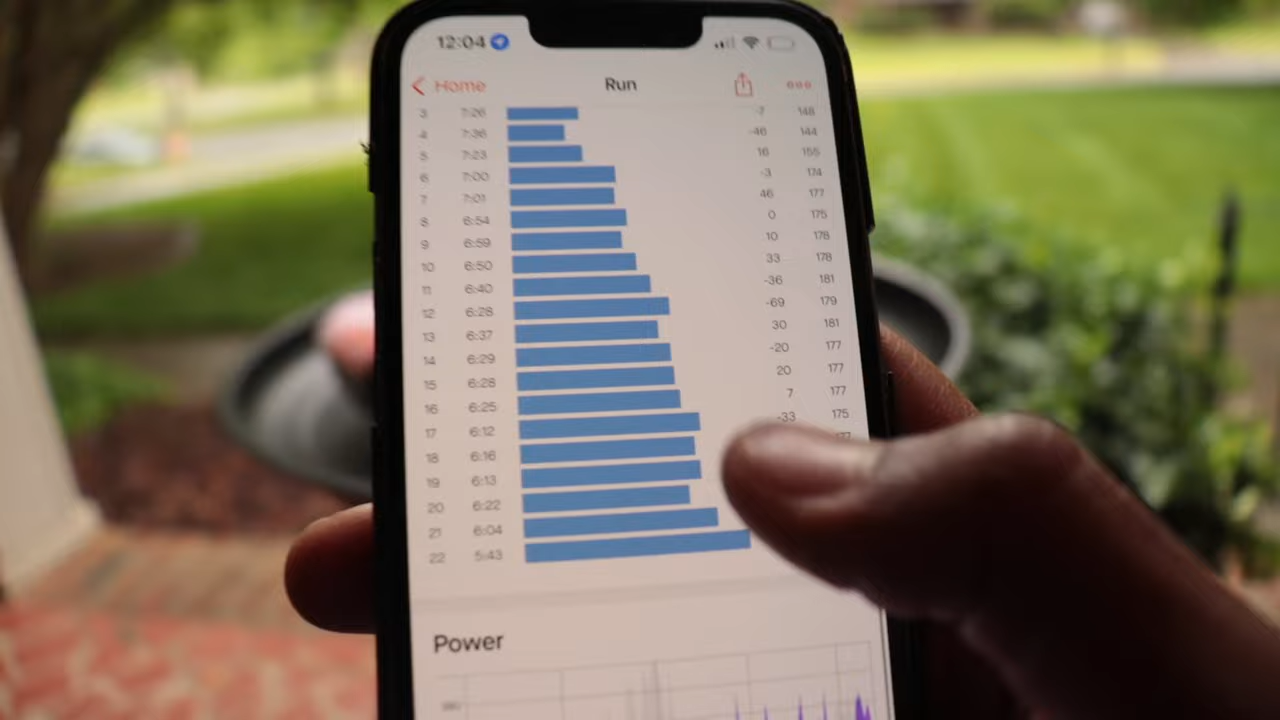 12:04
Home Run
3 7:26 -7 148
4 7:36 -46 144
5 7:23 16 155
6 7:00 -3 174
7 7:01 46 177
8 6:54 0 175
9 6:59 10 178
10 6:50 33 178
11 6:40 -36 181
12 6:28 -69 179
13 6:37 30 181
14 6:29 -20 177
15 6:28 20 177
16 6:25 7 177
17 6:12 -33 175
18 6:16
19 6:13
20 6:22
21 6:04
22 5:43
Power